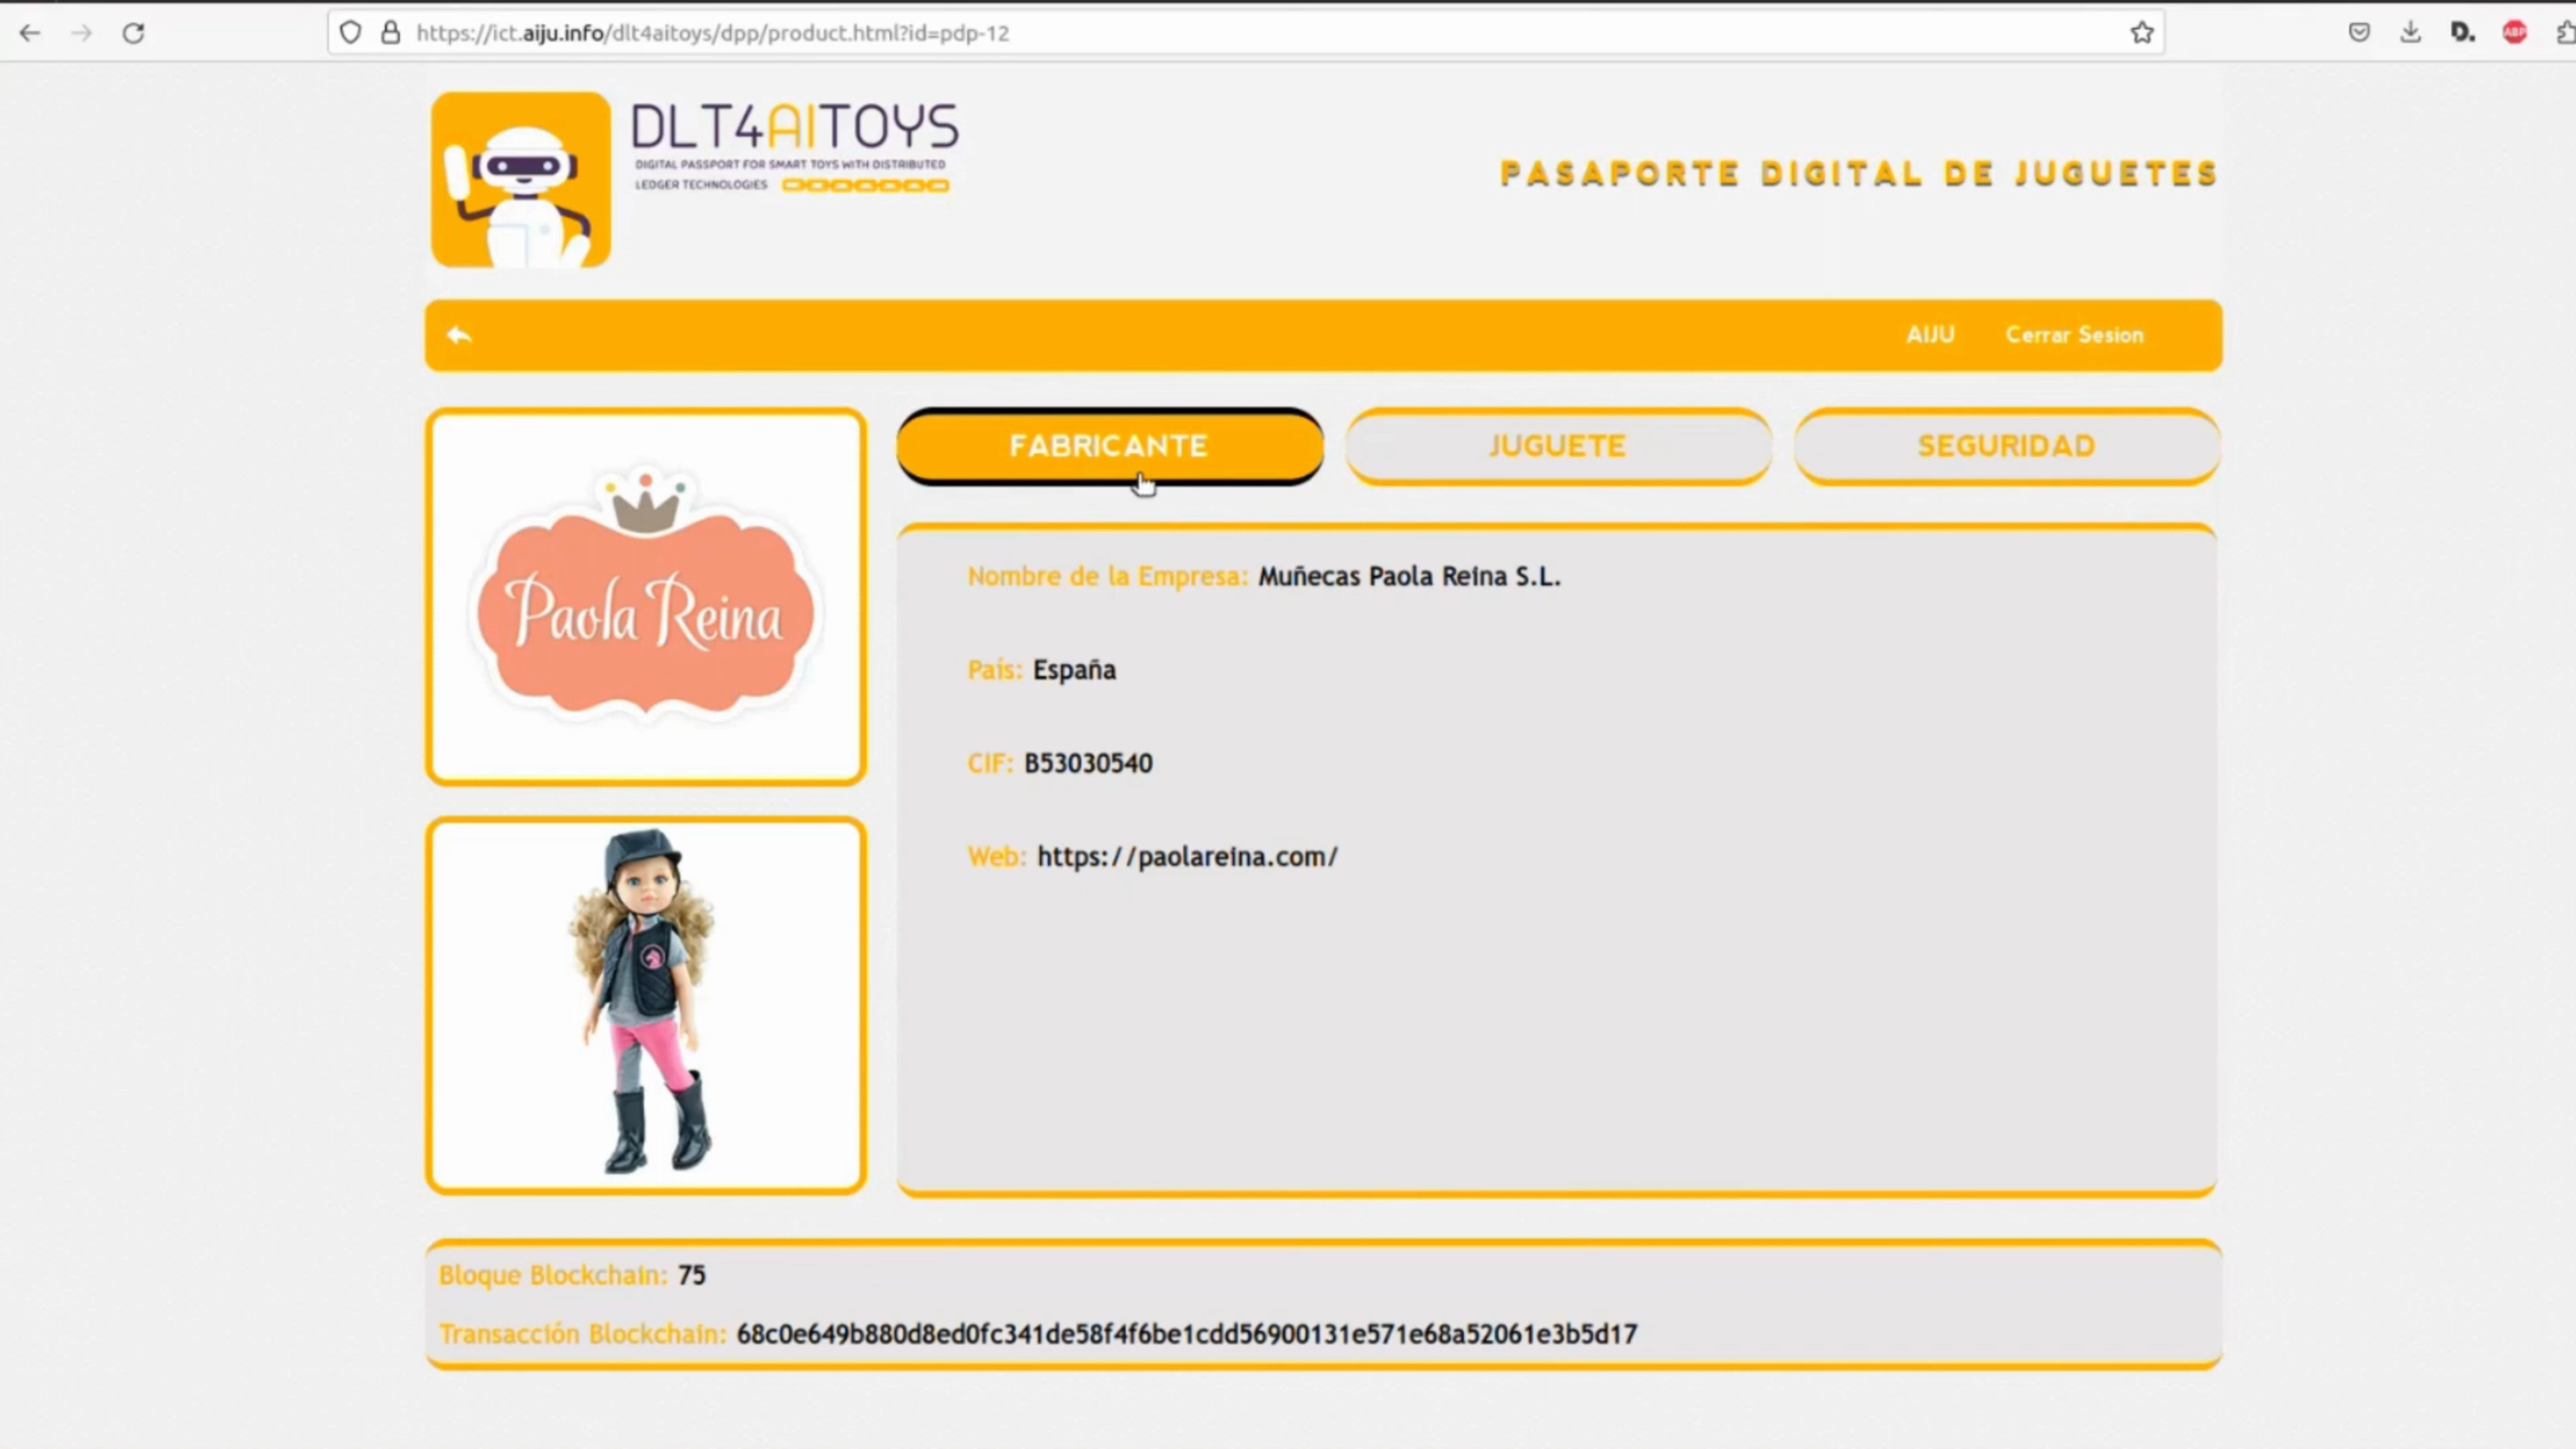 https://ict.aiju.info/dlt4aitoys/dpp/product.html?id=pdp-12
D.
ABP
DLT4AITOYS
DIGITAL PASSPORT FOR SMART TOYS WITH DISTRIBUTED
LEDGER TECHNOLOGIES
PASAPORTE DIGITAL DE JUGUETES
AIJU Cerrar Sesion
FABRICANTE JUGUETE SEGURIDAD
Paola Reina
Nombre de la Empresa: Muñecas Paola Reina S.L.
País: España
CIF: B53030540
Web: https://paolareina.com/
Bloque Blockchain: 75
Transacción Blockchain: 68c0e649b880d8ed0fc341de58f4f6be1cdd56900131e571e68a52061e3b5d17